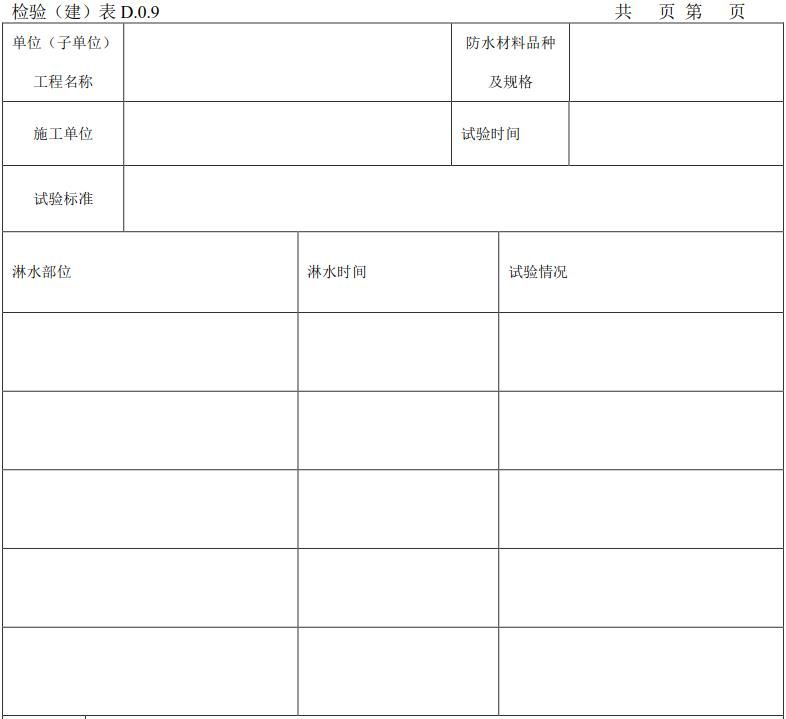 检验（建）表 D.0.9 共 页 第 页
单位（子单位）
工程名称
防水材料品种
及规格
施工单位
试验时间
试验标准
淋水部位
淋水时间
试验情况